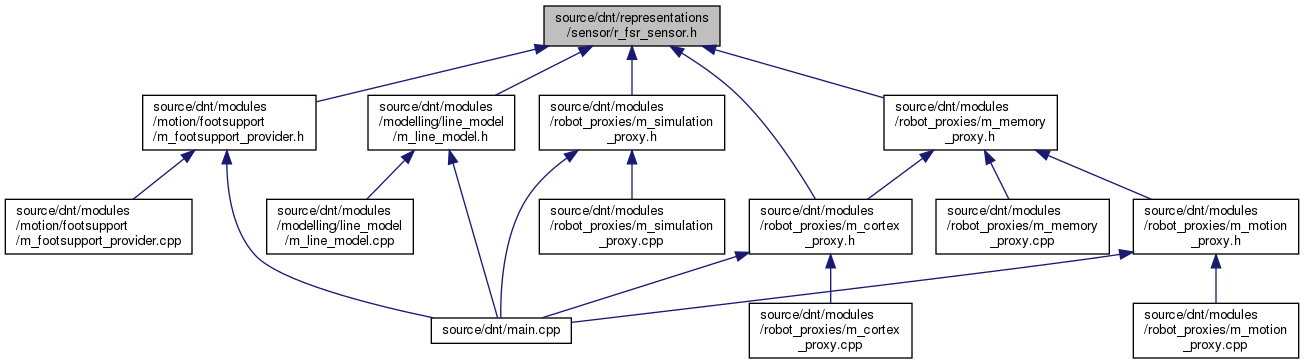 source/dnt/representations
/sensor/r_fsr_sensor.h
source/dnt/modules
/motion/footsupport
/m_footsupport_provider.h
source/dnt/modules
/modelling/line_model
/m_line_model.h
source/dnt/modules
/robot_proxies/m_simulation
_proxy.h
source/dnt/modules
/robot_proxies/m_memory
_proxy.h
source/dnt/modules
/motion/footsupport
/m_footsupport_provider.cpp
source/dnt/modules
/modelling/line_model
/m_line_model.cpp
source/dnt/modules
/robot_proxies/m_simulation
_proxy.cpp
source/dnt/modules
/robot_proxies/m_cortex
_proxy.h
source/dnt/modules
/robot_proxies/m_memory
_proxy.cpp
source/dnt/modules
/robot_proxies/m_motion
_proxy.h
source/dnt/main.cpp
source/dnt/modules
/robot_proxies/m_cortex
_proxy.cpp
source/dnt/modules
/robot_proxies/m_motion
_proxy.cpp